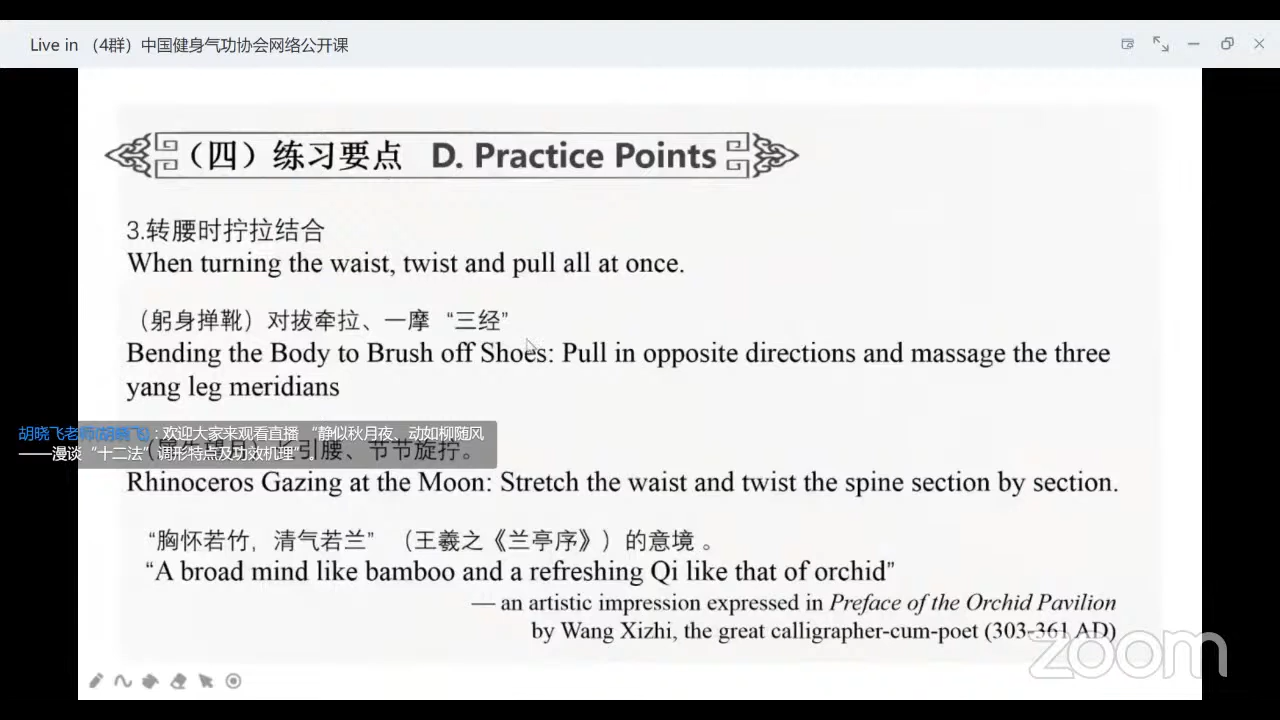 Live in （4群）中国健身气功协会网络公开课
（四）练习要点 D. Practice Points
3.转腰时拧拉结合
When turning the waist, twist and pull all at once.
（躬身掸靴）对拔牵拉、一摩 “三经”
Bending the Body to Brush off Shoes: Pull in opposite directions and massage the three
yang leg meridians
胡晓飞老师(胡晓飞)：欢迎大家来观看直播 “静似秋月夜、动如柳随风
——漫谈“十二法”调形特点及功效机理”
引腰、节节旋拧。
Rhinoceros Gazing at the Moon: Stretch the waist and twist the spine section by section.
“胸怀若竹，清气若兰” （王羲之《兰亭序》）的意境 。
“A broad mind like bamboo and a refreshing Qi like that of orchid”
— an artistic impression expressed in Preface of the Orchid Pavilion
by Wang Xizhi, the great calligrapher-cum-poet (303-361 AD)
zoom